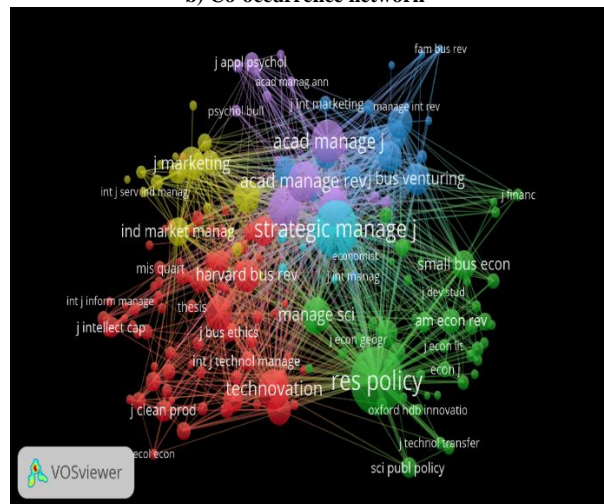 b) Co-occurrence network
fam bus rev
j appl psychol
acad manag ann
j int marketing
manage int rev
psychol bull
acad manage j
j marketing
acad manage rev
j bus venturing
int j serv ind manag
j financ
strategic manage j
ind market manag
economist
small bus econ
mis quart
harvard bus rev
j int manag
j dev stud
int j inform manage
thesis
manage sci
am econ rev
j intellect cap
j bus ethics
j econ geogr
j econ lit
int j technol manage
econ j
res policy
technovation
j clean prod
oxford hdb innovatio
ecol econ
j technol transfer
sci publ policy
VOSviewer